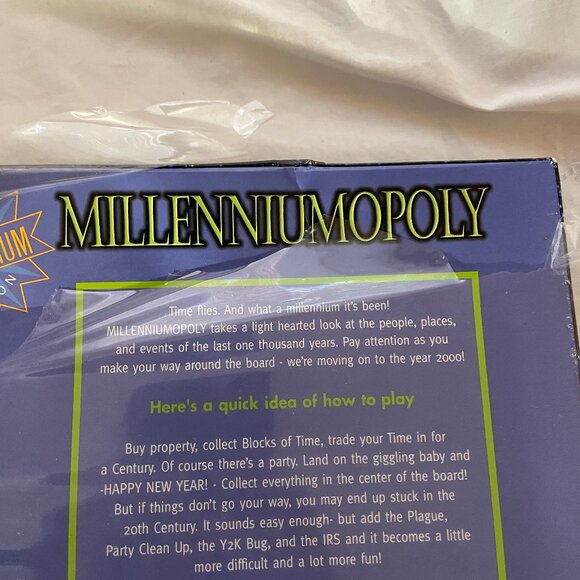 MILLENNIUMOPOLY
Time flies. And what a millennium it's been!
MILLENNIUMOPOLY takes a light hearted look at the people, places,
and events of the last one thousand years. Pay attention as you
make your way around the board - we're moving on to the year 2000!
Here's a quick idea of how to play
Buy property, collect Blocks of Time, trade your Time in for
a Century. Of course there's a party. Land on the giggling baby and
-HAPPY NEW YEAR! - Collect everything in the center of the board!
But if things don't go your way, you may end up stuck in the
20th Century. It sounds easy enough- but add the Plague,
Party Clean Up, the Y2K Bug, and the IRS and it becomes a little
more difficult and a lot more fun!